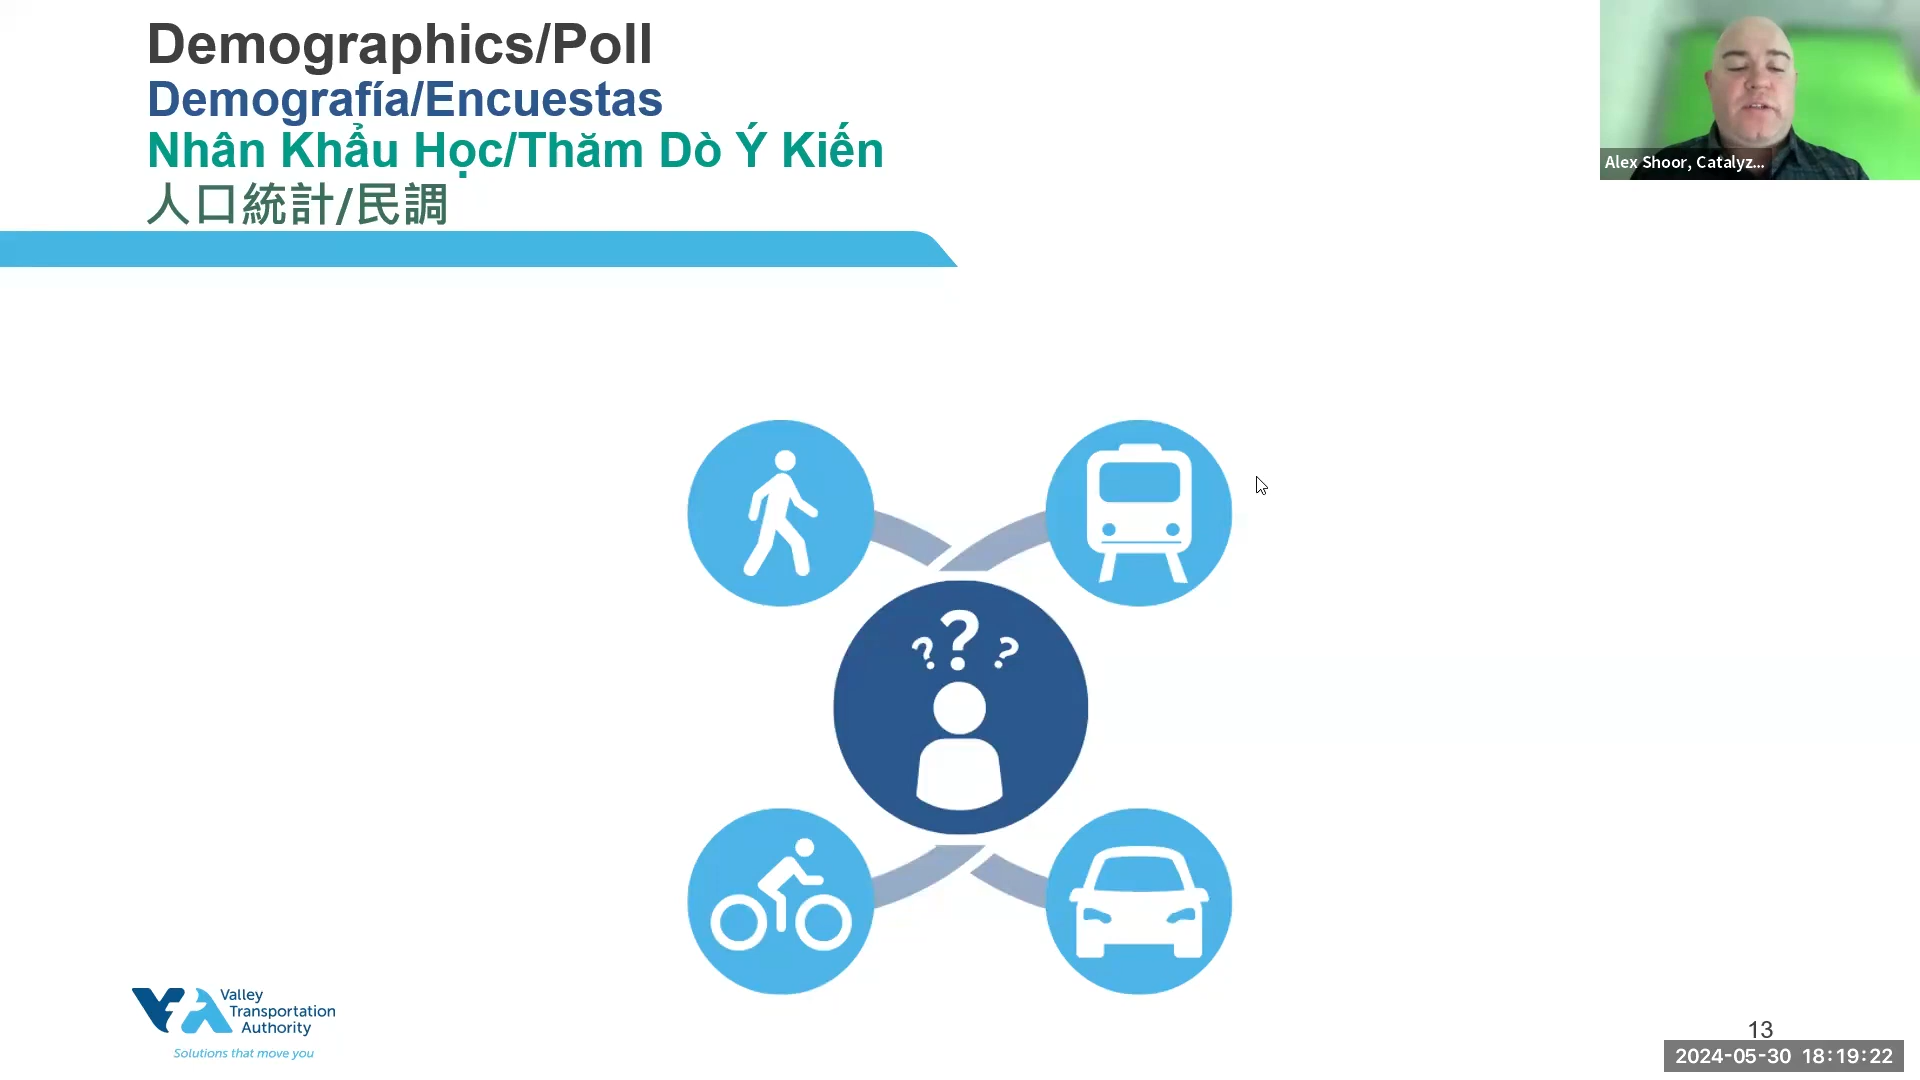 Demographics/Poll
Demografía/Encuestas
Nhân Khẩu Học/Thăm Dò Ý Kiến
人口統計/民調
Alex Shoor, Catalyz...
? ? ?
VTA
Valley
Transportation
Authority
Solutions that move you
13
2024-05-30 18:19:22